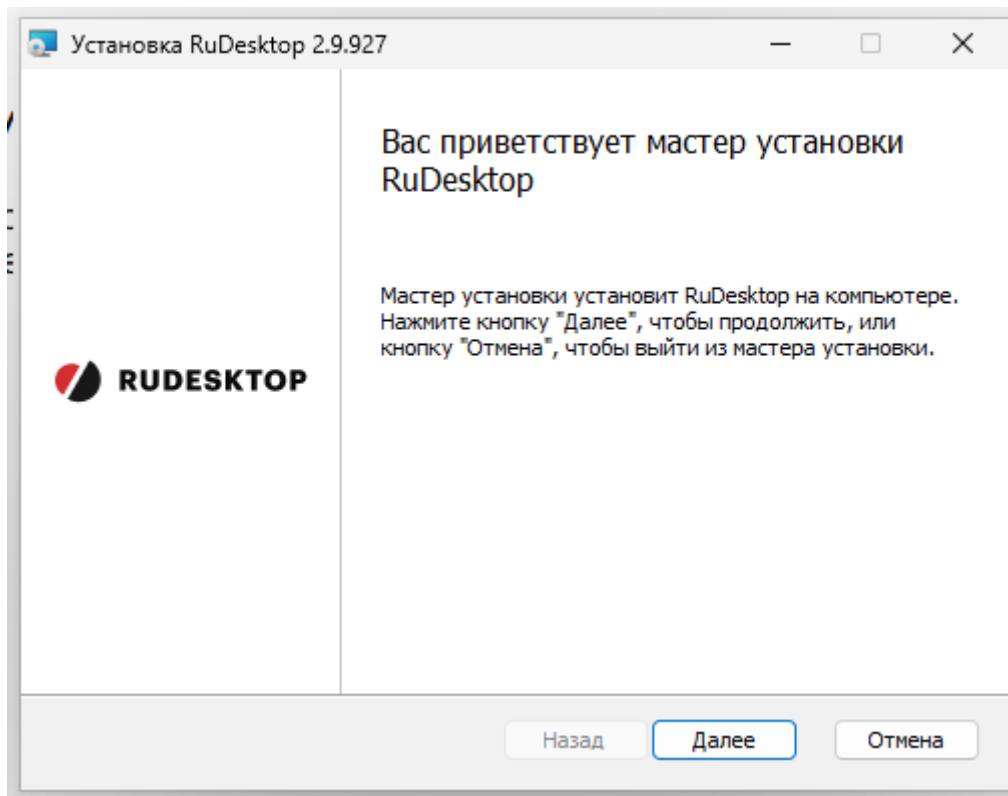 Установка RuDesktop 2.9.927
Вас приветствует мастер установки
RuDesktop
Мастер установки установит RuDesktop на компьютере.
Нажмите кнопку "Далее", чтобы продолжить, или
кнопку "Отмена", чтобы выйти из мастера установки.
RUDESKTOP
Назад Далее Отмена